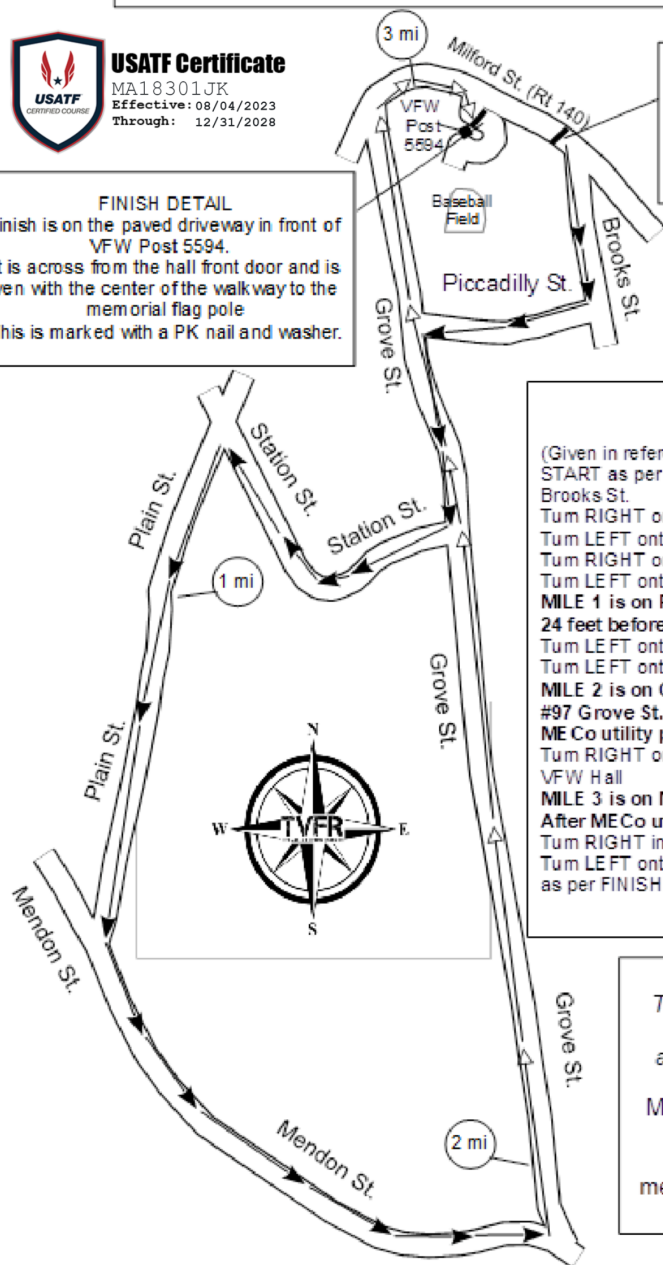 USATF Certificate
MA18301JK
Effective: 08/04/2023
Through: 12/31/2028
USATF
CERTIFIED COURSE
3 mi
Milford St. (Rt 140)
VFW
Post
5594
Baseball
Field
Piccadilly St.
Brooks St.
FINISH DETAIL
inish is on the paved driveway in front of
VFW Post 5594.
t is across from the hall front door and is
ven with the center of the walkway to the
memorial flag pole
his is marked with a PK nail and washer.
Grove St.
Station St.
Station St.
Plain St.
1 mi
(Given in refer
START as per
Brooks St.
Turn RIGHT o
Turn LEFT ont
Turn RIGHT o
Turn LEFT ont
MILE 1 is on
24 feet before
Turn LEFT ont
Turn LEFT ont
MILE 2 is on
#97 Grove St.
MECo utility p
Turn RIGHT o
VFW Hall
MILE 3 is on
After MECo u
Turn RIGHT in
Turn LEFT ont
as per FINISH
Grove St.
Plain St.
N
W TVFR E
S
Mendon St.
Grove St.
Mendon St.
2 mi
T
a
M
me